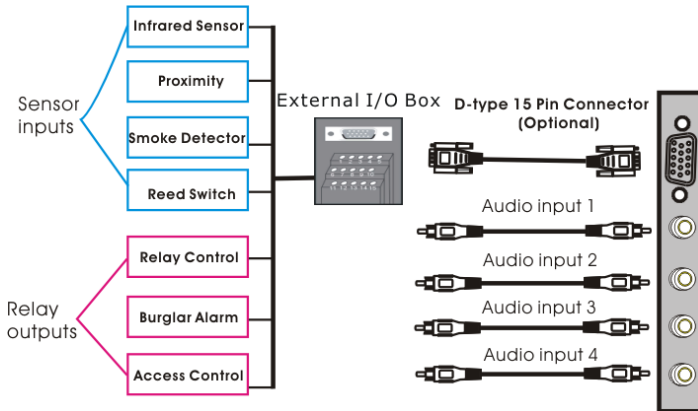 Infrared Sensor
Proximity
Sensor
inputs
Smoke Detector
Reed Switch
Relay Control
Relay
outputs
Burglar Alarm
Access Control
External I/O Box
D-type 15 Pin Connector
(Optional)
Audio input 1
Audio input 2
Audio input 3
Audio input 4